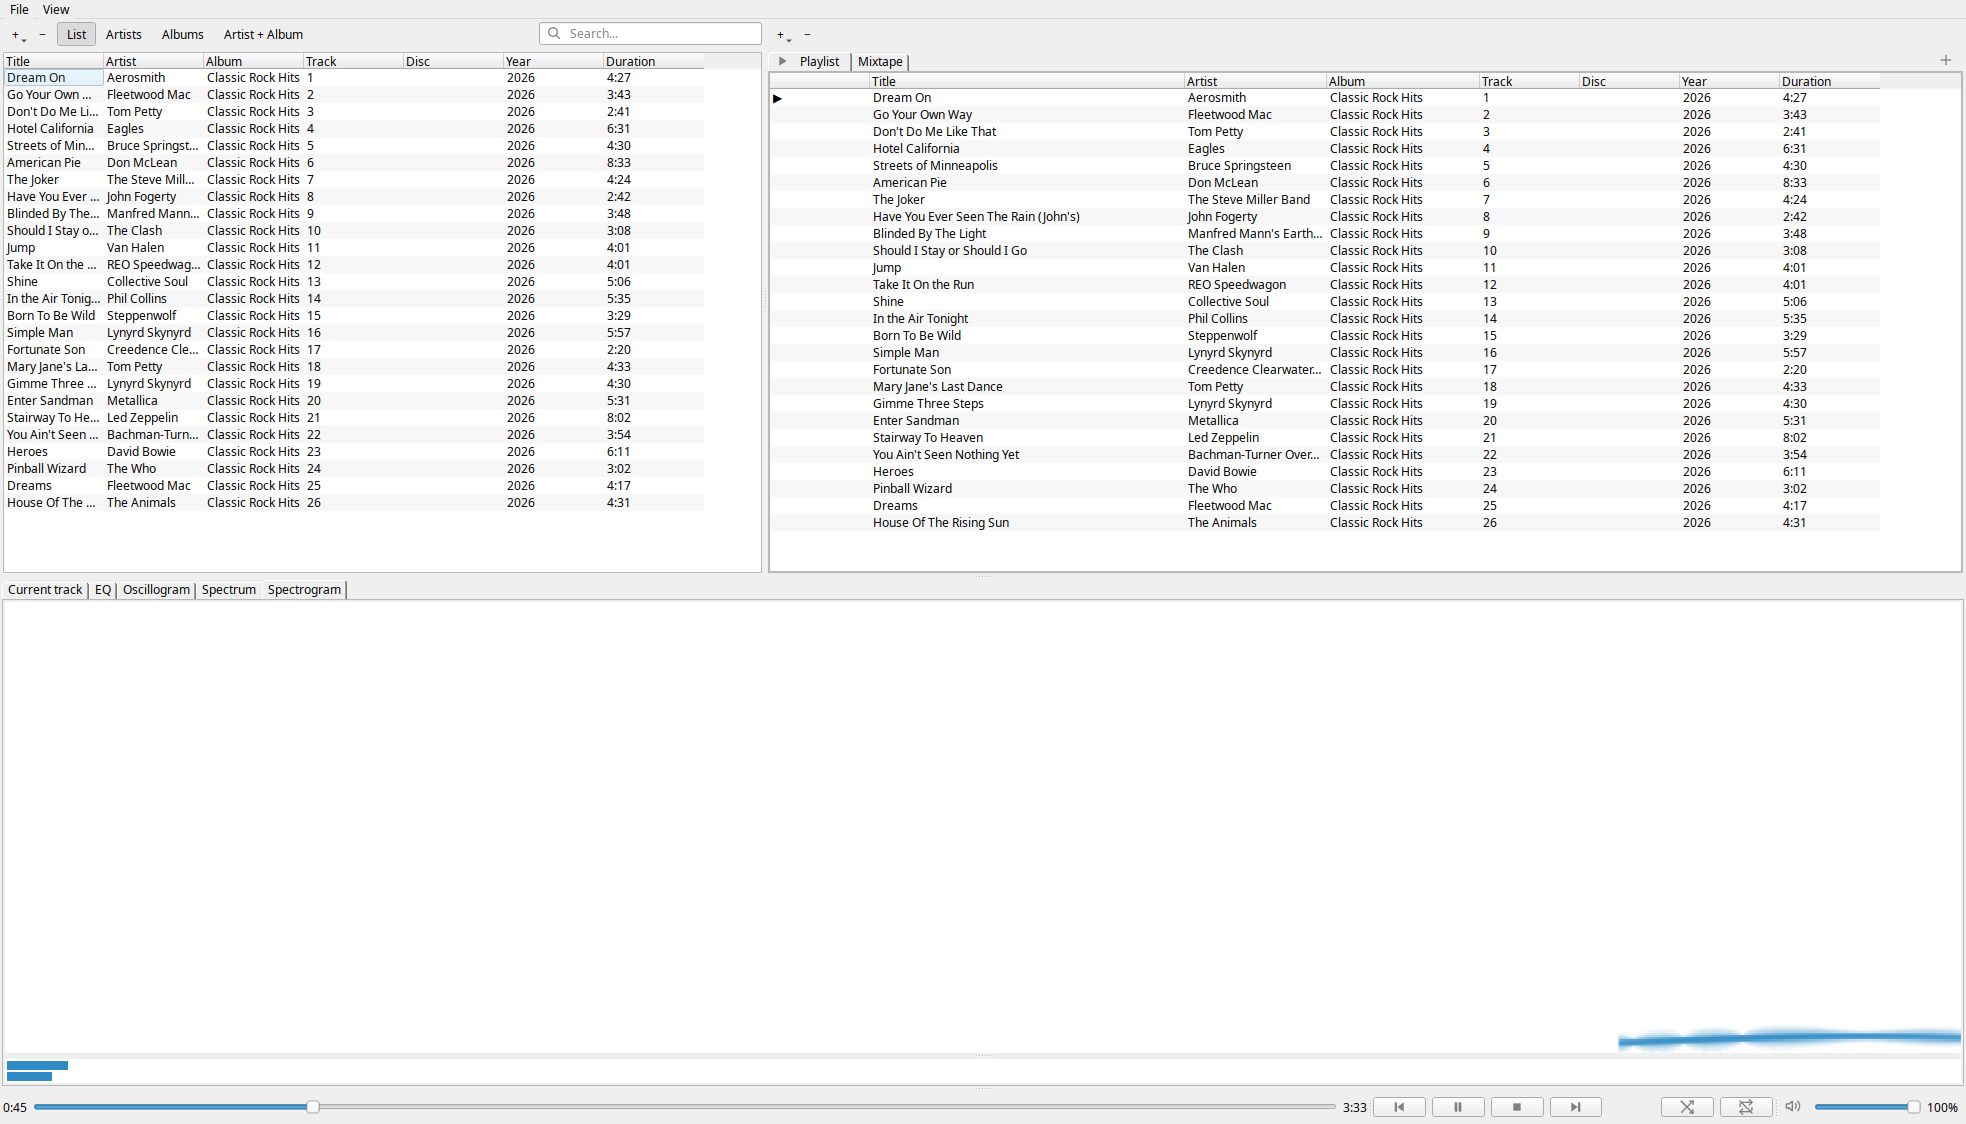 File View
+ − List Artists Albums Artist + Album Search... + −
Title Artist Album Track Disc Year Duration
Dream On Aerosmith Classic Rock Hits 1 2026 4:27
Go Your Own ... Fleetwood Mac Classic Rock Hits 2 2026 3:43
Don't Do Me Li... Tom Petty Classic Rock Hits 3 2026 2:41
Hotel California Eagles Classic Rock Hits 4 2026 6:31
Streets of Min... Bruce Springst... Classic Rock Hits 5 2026 4:30
American Pie Don McLean Classic Rock Hits 6 2026 8:33
The Joker The Steve Mill... Classic Rock Hits 7 2026 4:24
Have You Ever ... John Fogerty Classic Rock Hits 8 2026 2:42
Blinded By The... Manfred Mann... Classic Rock Hits 9 2026 3:48
Should I Stay o... The Clash Classic Rock Hits 10 2026 3:08
Jump Van Halen Classic Rock Hits 11 2026 4:01
Take It On the ... REO Speedwag... Classic Rock Hits 12 2026 4:01
Shine Collective Soul Classic Rock Hits 13 2026 5:06
In the Air Tonig... Phil Collins Classic Rock Hits 14 2026 5:35
Born To Be Wild Steppenwolf Classic Rock Hits 15 2026 3:29
Simple Man Lynyrd Skynyrd Classic Rock Hits 16 2026 5:57
Fortunate Son Creedence Cle... Classic Rock Hits 17 2026 2:20
Mary Jane's La... Tom Petty Classic Rock Hits 18 2026 4:33
Gimme Three ... Lynyrd Skynyrd Classic Rock Hits 19 2026 4:30
Enter Sandman Metallica Classic Rock Hits 20 2026 5:31
Stairway To He... Led Zeppelin Classic Rock Hits 21 2026 8:02
You Ain't Seen ... Bachman-Turn... Classic Rock Hits 22 2026 3:54
Heroes David Bowie Classic Rock Hits 23 2026 6:11
Pinball Wizard The Who Classic Rock Hits 24 2026 3:02
Dreams Fleetwood Mac Classic Rock Hits 25 2026 4:17
House Of The ... The Animals Classic Rock Hits 26 2026 4:31
Playlist Mixtape +
Title Artist Album Track Disc Year Duration
Dream On Aerosmith Classic Rock Hits 1 2026 4:27
Go Your Own Way Fleetwood Mac Classic Rock Hits 2 2026 3:43
Don't Do Me Like That Tom Petty Classic Rock Hits 3 2026 2:41
Hotel California Eagles Classic Rock Hits 4 2026 6:31
Streets of Minneapolis Bruce Springsteen Classic Rock Hits 5 2026 4:30
American Pie Don McLean Classic Rock Hits 6 2026 8:33
The Joker The Steve Miller Band Classic Rock Hits 7 2026 4:24
Have You Ever Seen The Rain (John's) John Fogerty Classic Rock Hits 8 2026 2:42
Blinded By The Light Manfred Mann's Earth... Classic Rock Hits 9 2026 3:48
Should I Stay or Should I Go The Clash Classic Rock Hits 10 2026 3:08
Jump Van Halen Classic Rock Hits 11 2026 4:01
Take It On the Run REO Speedwagon Classic Rock Hits 12 2026 4:01
Shine Collective Soul Classic Rock Hits 13 2026 5:06
In the Air Tonight Phil Collins Classic Rock Hits 14 2026 5:35
Born To Be Wild Steppenwolf Classic Rock Hits 15 2026 3:29
Simple Man Lynyrd Skynyrd Classic Rock Hits 16 2026 5:57
Fortunate Son Creedence Clearwater... Classic Rock Hits 17 2026 2:20
Mary Jane's Last Dance Tom Petty Classic Rock Hits 18 2026 4:33
Gimme Three Steps Lynyrd Skynyrd Classic Rock Hits 19 2026 4:30
Enter Sandman Metallica Classic Rock Hits 20 2026 5:31
Stairway To Heaven Led Zeppelin Classic Rock Hits 21 2026 8:02
You Ain't Seen Nothing Yet Bachman-Turner Over... Classic Rock Hits 22 2026 3:54
Heroes David Bowie Classic Rock Hits 23 2026 6:11
Pinball Wizard The Who Classic Rock Hits 24 2026 3:02
Dreams Fleetwood Mac Classic Rock Hits 25 2026 4:17
House Of The Rising Sun The Animals Classic Rock Hits 26 2026 4:31
Current track EQ Oscillogram Spectrum Spectrogram
0:45 3:33 100%